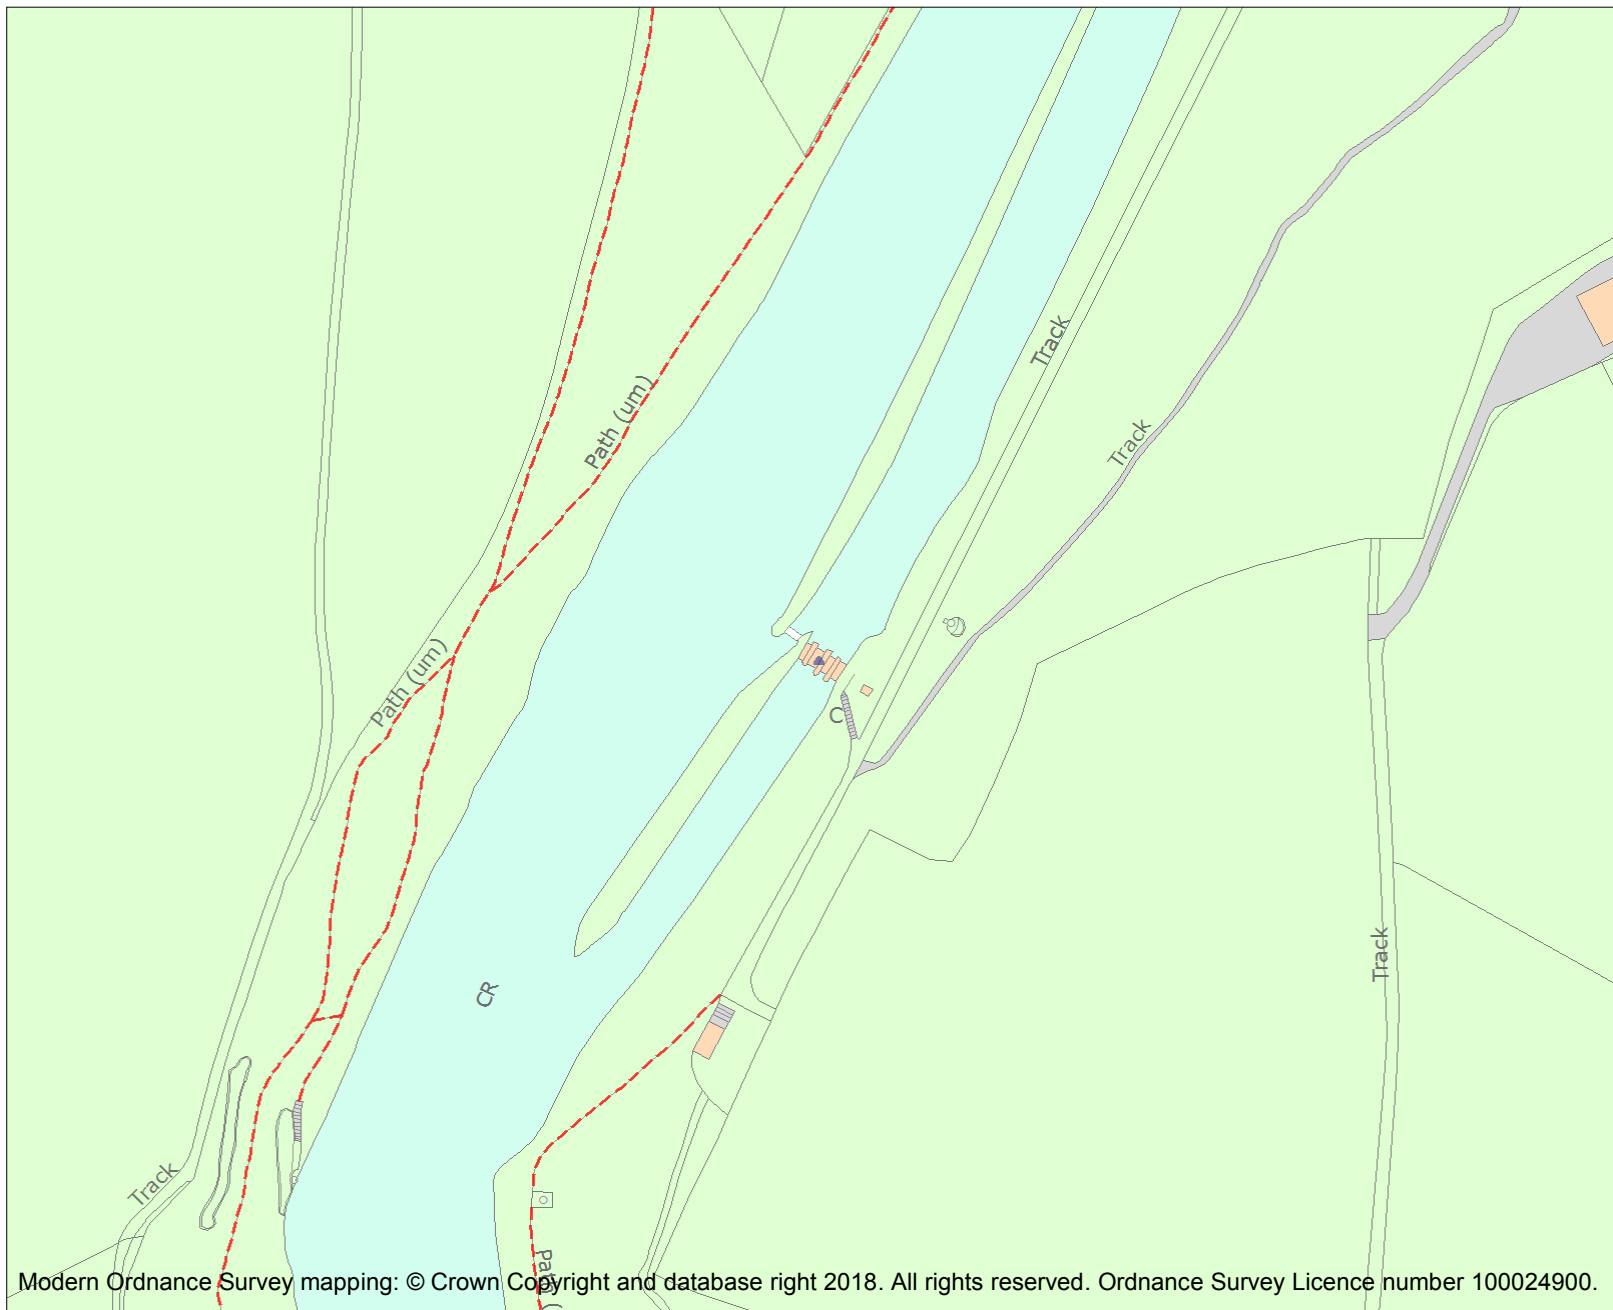 Track
Path (um)
Track
Path (um)
C
Track
CR
Track
Path (
Modern Ordnance Survey mapping: © Crown Copyright and database right 2018. All rights reserved. Ordnance Survey Licence number 100024900.